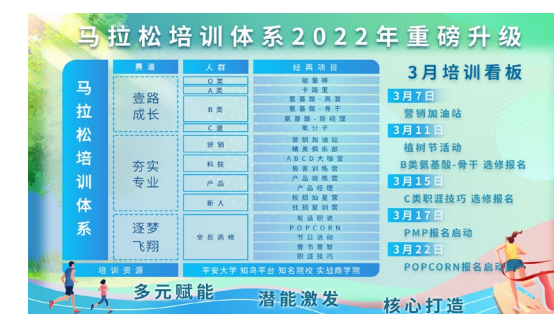 马拉松培训体系2022年重磅升级
马拉松培训体系
赛道
人群
经典项目
壹路成长
O类
能量棒
A类
卡路里
B类
氨基酸-高潜
氨基酸-骨干
氨基酸-新经理
C道
氧分子
夯实专业
营销
营销加油站
精英俱乐部
科技
ABCD大咖堂
极客训练营
产品
产品经理
新人
校招灿星营
社招星训营
逐梦飞翔
全员选修
有话职说
POPCORN
节日活动
职涯技巧
培训资源
平安大学 知鸟平台 知名院校 实战商学院
3月培训看板
3月7日
营销加油站
3月11日
植树节活动
B类氨基酸-骨干 选修报名
3月15日
C类职涯技巧 选修报名
3月17日
PMP报名启动
3月22日
POPCORN报名启动
多元赋能
潜能激发
核心打造